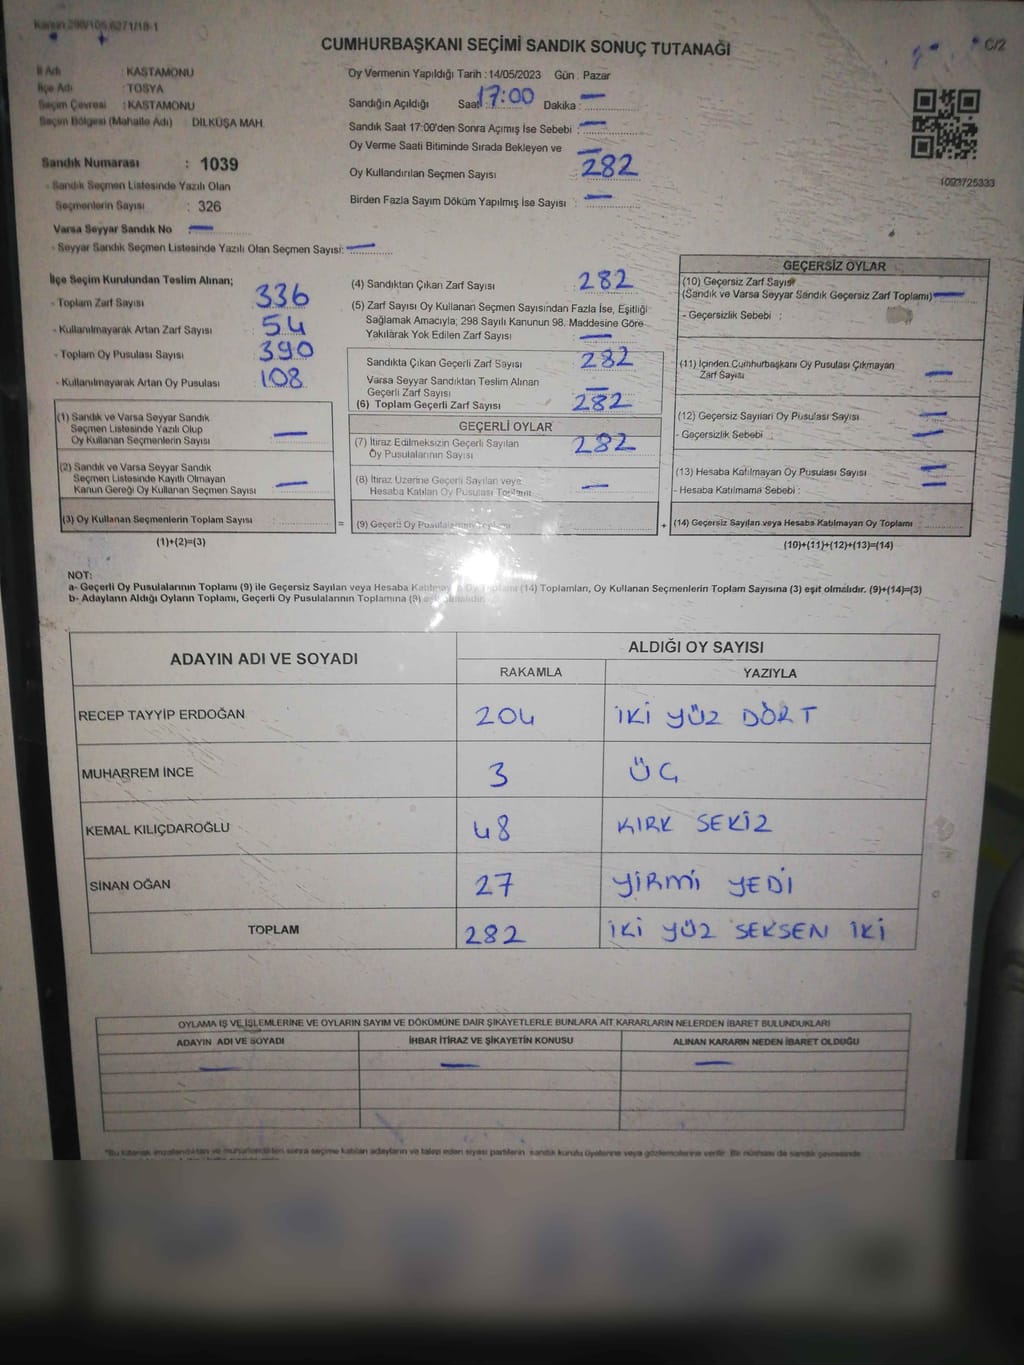 Kanun 298/105,6271/18-1
CUMHURBAŞKANI SEÇİMİ SANDIK SONUÇ TUTANAĞI
C/2
İl Adı KASTAMONU
İlçe Adı TOSYA
Seçim Çevresi : KASTAMONU
Seçim Bölgesi (Mahalle Adı) DİLKÜŞA MAH.
Sandık Numarası : 1039
- Sandık Seçmen Listesinde Yazılı Olan
Seçmenlerin Sayısı : 326
Varsa Seyyar Sandık No —
- Seyyar Sandık Seçmen Listesinde Yazılı Olan Seçmen Sayısı: —
Oy Vermenin Yapıldığı Tarih : 14/05/2023 Gün : Pazar
Sandığın Açıldığı Saat : 17:00 Dakika : —
Sandık Saat 17:00'den Sonra Açımış İse Sebebi : —
Oy Verme Saati Bitiminde Sırada Bekleyen ve —
Oy Kullandırılan Seçmen Sayısı : 282
Birden Fazla Sayım Döküm Yapılmış İse Sayısı : —
1093725333
İlçe Seçim Kurulundan Teslim Alınan;
- Toplam Zarf Sayısı 336
- Kullanılmayarak Artan Zarf Sayısı 54
- Toplam Oy Pusulası Sayısı 390
- Kullanılmayarak Artan Oy Pusulası 108
(1) Sandık ve Varsa Seyyar Sandık
Seçmen Listesinde Yazılı Olup
Oy Kullanan Seçmenlerin Sayısı —
(2) Sandık ve Varsa Seyyar Sandık
Seçmen Listesinde Kayıtlı Olmayan
Kanun Gereği Oy Kullanan Seçmen Sayısı —
(3) Oy Kullanan Seçmenlerin Toplam Sayısı
(1)+(2)=(3)
(4) Sandıktan Çıkan Zarf Sayısı 282
(5) Zarf Sayısı Oy Kullanan Seçmen Sayısından Fazla İse, Eşitliği
Sağlamak Amacıyla; 298 Sayılı Kanunun 98. Maddesine Göre
Yakılarak Yok Edilen Zarf Sayısı —
Sandıkta Çıkan Geçerli Zarf Sayısı 282
Varsa Seyyar Sandıktan Teslim Alınan
Geçerli Zarf Sayısı —
(6) Toplam Geçerli Zarf Sayısı 282
GEÇERLİ OYLAR
(7) İtiraz Edilmeksizin Geçerli Sayılan
Oy Pusulalarının Sayısı 282
(8) İtiraz Üzerine Geçerli Sayılan veya
Hesaba Katılan Oy Pusulası Toplamı —
= (9) Geçerli Oy Pusulalarının Toplamı
GEÇERSİZ OYLAR
(10) Geçersiz Zarf Sayısı
(Sandık ve Varsa Seyyar Sandık Geçersiz Zarf Toplamı) —
- Geçersizlik Sebebi :
(11) İçinden Cumhurbaşkanı Oy Pusulası Çıkmayan
Zarf Sayısı —
(12) Geçersiz Sayılan Oy Pusulası Sayısı —
- Geçersizlik Sebebi : —
(13) Hesaba Katılmayan Oy Pusulası Sayısı —
- Hesaba Katılmama Sebebi : —
+ (14) Geçersiz Sayılan veya Hesaba Katılmayan Oy Toplamı
(10)+(11)+(12)+(13)=(14)
NOT:
a- Geçerli Oy Pusulalarının Toplamı (9) ile Geçersiz Sayılan veya Hesaba Katılmayan Oy Toplamı (14) Toplamları, Oy Kullanan Seçmenlerin Toplam Sayısına (3) eşit olmalıdır. (9)+(14)=(3)
b- Adayların Aldığı Oyların Toplamı, Geçerli Oy Pusulalarının Toplamına (9) eşit olmalıdır.
ADAYIN ADI VE SOYADI
ALDIĞI OY SAYISI
RAKAMLA YAZIYLA
RECEP TAYYİP ERDOĞAN 204 İKİ YÜZ DÖRT
MUHARREM İNCE 3 ÜÇ
KEMAL KILIÇDAROĞLU 48 KIRK SEKİZ
SİNAN OĞAN 27 YİRMİ YEDİ
TOPLAM 282 İKİ YÜZ SEKSEN İKİ
OYLAMA İŞ VE İŞLEMLERİNE VE OYLARIN SAYIM VE DÖKÜMÜNE DAİR ŞİKAYETLERLE BUNLARA AİT KARARLARIN NELERDEN İBARET BULUNDUKLARI
ADAYIN ADI VE SOYADI İHBAR İTİRAZ VE ŞİKAYETİN KONUSU ALINAN KARARIN NEDEN İBARET OLDUĞU
— — —
"Bu tutanak imzalandıktan ve mühürlendikten sonra seçime katılan adayların ve talep eden siyasi partilerin sandık kurulu üyelerine veya gözlemcilerine verilir. Bir nüshası da sandık çevresinde